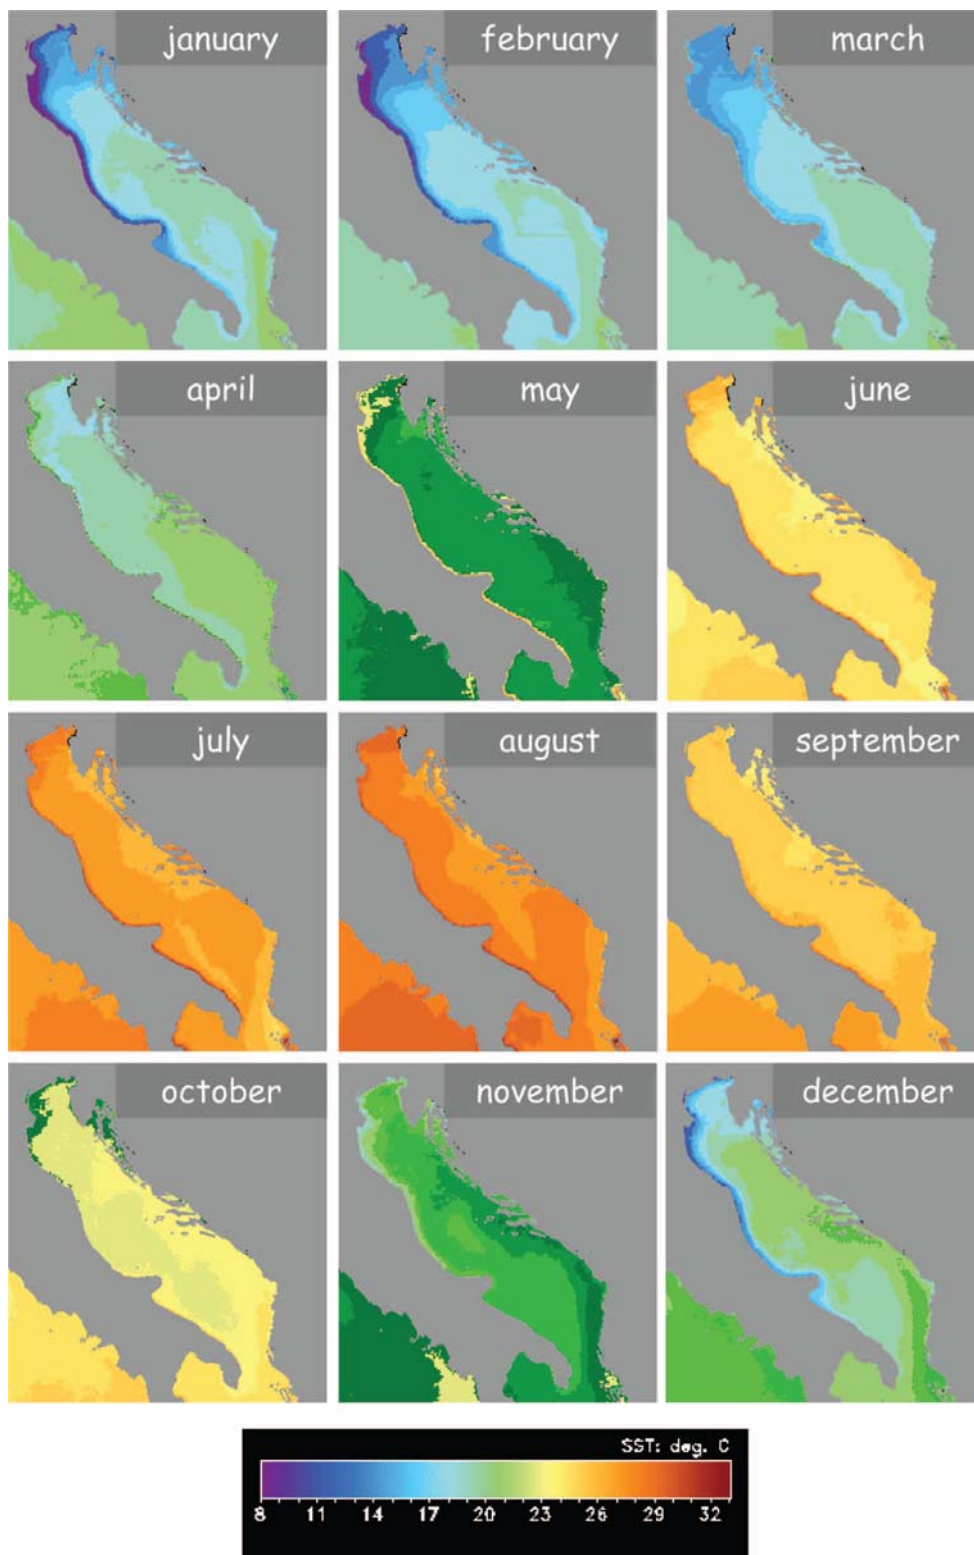 january
february
march
april
may
june
july
august
september
october
november
december
SST: deg. C
8 11 14 17 20 23 26 29 32